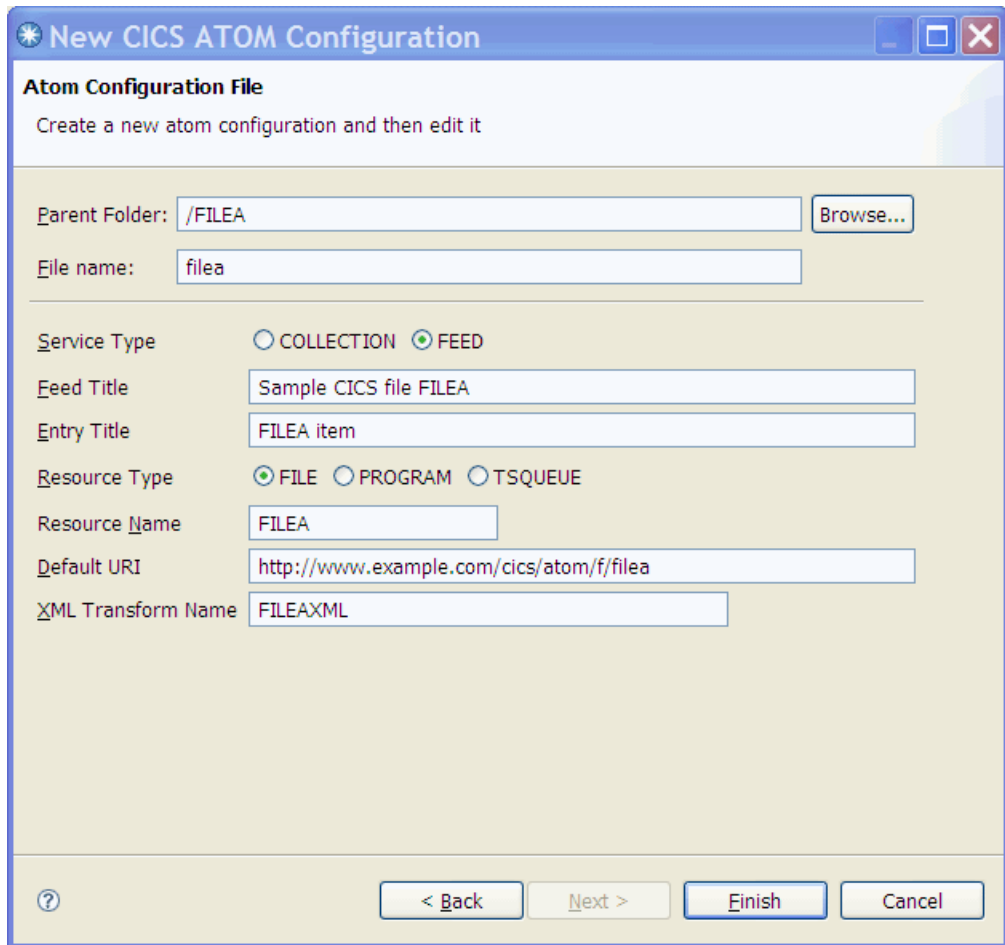 New CICS ATOM Configuration
Atom Configuration File
Create a new atom configuration and then edit it
Parent Folder: /FILEA Browse...
File name: filea
Service Type COLLECTION FEED
Feed Title Sample CICS file FILEA
Entry Title FILEA item
Resource Type FILE PROGRAM TSQUEUE
Resource Name FILEA
Default URI http://www.example.com/cics/atom/f/filea
XML Transform Name FILEAXML
? < Back Next > Finish Cancel